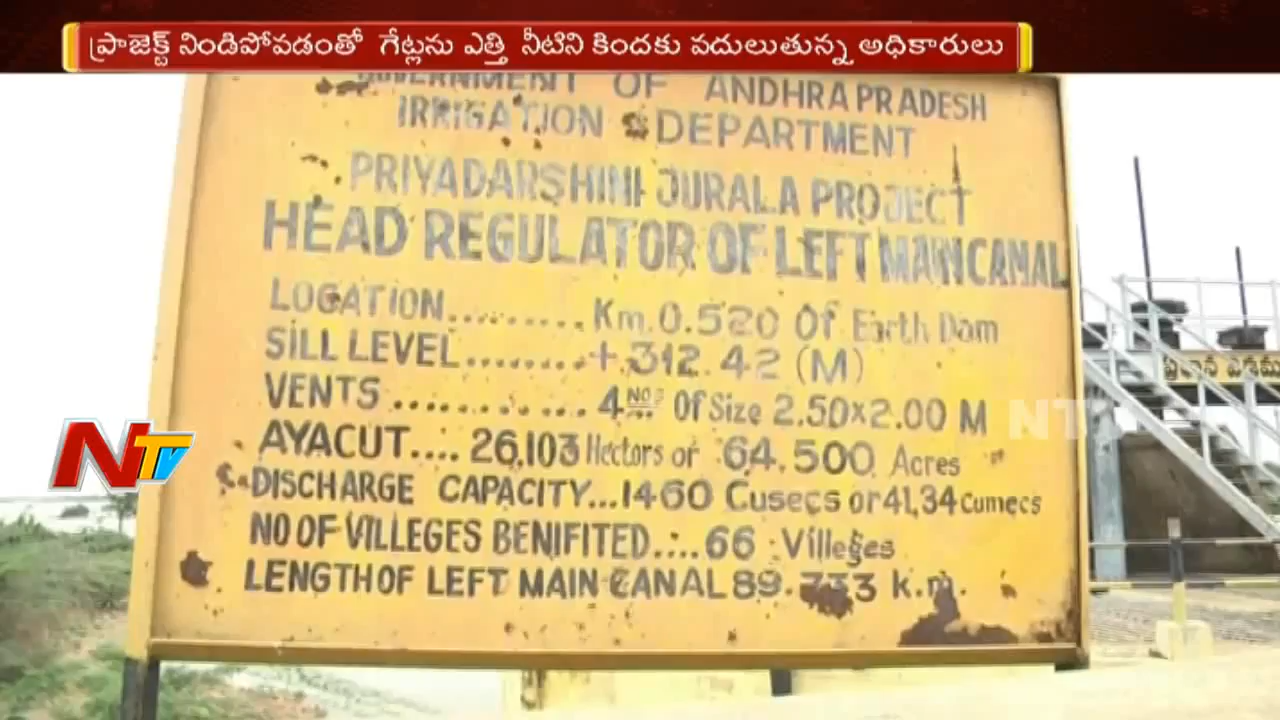 ప్రాజెక్ట్ నిండిపోవడంతో గేట్లను ఎత్తి నీటిని కిందకు వదులుతున్న అధికారులు
GOVERNMENT OF ANDHRA PRADESH
IRRIGATION DEPARTMENT
PRIYADARSHINI JURALA PROJECT
HEAD REGULATOR OF LEFT MAIN CANAL
LOCATION......... Km.0.520 Of Earth Dam
SILL LEVEL........+312.42 (M)
VENTS ............ 4 NOS Of Size 2.50x2.00 M
AYACUT.... 26,103 Hectors or 64.500 Acres
DISCHARGE CAPACITY...1460 Cusecs or 41,34 cumecs
NO OF VILLEGES BENIFITED.... 66 Villeges
LENGTH OF LEFT MAIN CANAL 89.733 k.m.
NTV